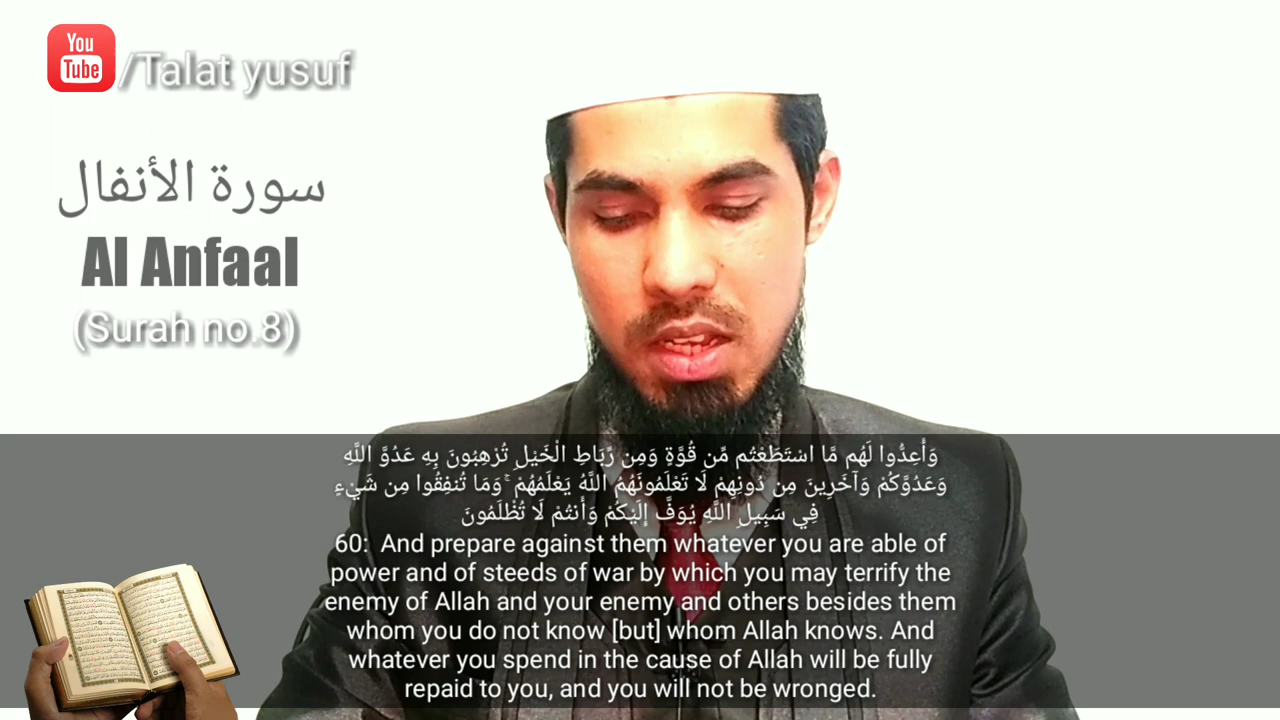 You
Tube
/Talat yusuf
سورة الأنفال
Al Anfaal
(Surah no.8)
وَأَعِدُّوا لَهُم مَّا اسْتَطَعْتُم مِّن قُوَّةٍ وَمِن رِّبَاطِ الْخَيْلِ تُرْهِبُونَ بِهِ عَدُوَّ اللَّهِ
وَعَدُوَّكُمْ وَآخَرِينَ مِن دُونِهِمْ لَا تَعْلَمُونَهُمُ اللَّهُ يَعْلَمُهُمْ ۚ وَمَا تُنفِقُوا مِن شَيْءٍ
فِي سَبِيلِ اللَّهِ يُوَفَّ إِلَيْكُمْ وَأَنتُمْ لَا تُظْلَمُونَ
60:  And prepare against them whatever you are able of
power and of steeds of war by which you may terrify the
enemy of Allah and your enemy and others besides them
whom you do not know [but] whom Allah knows. And
whatever you spend in the cause of Allah will be fully
repaid to you, and you will not be wronged.